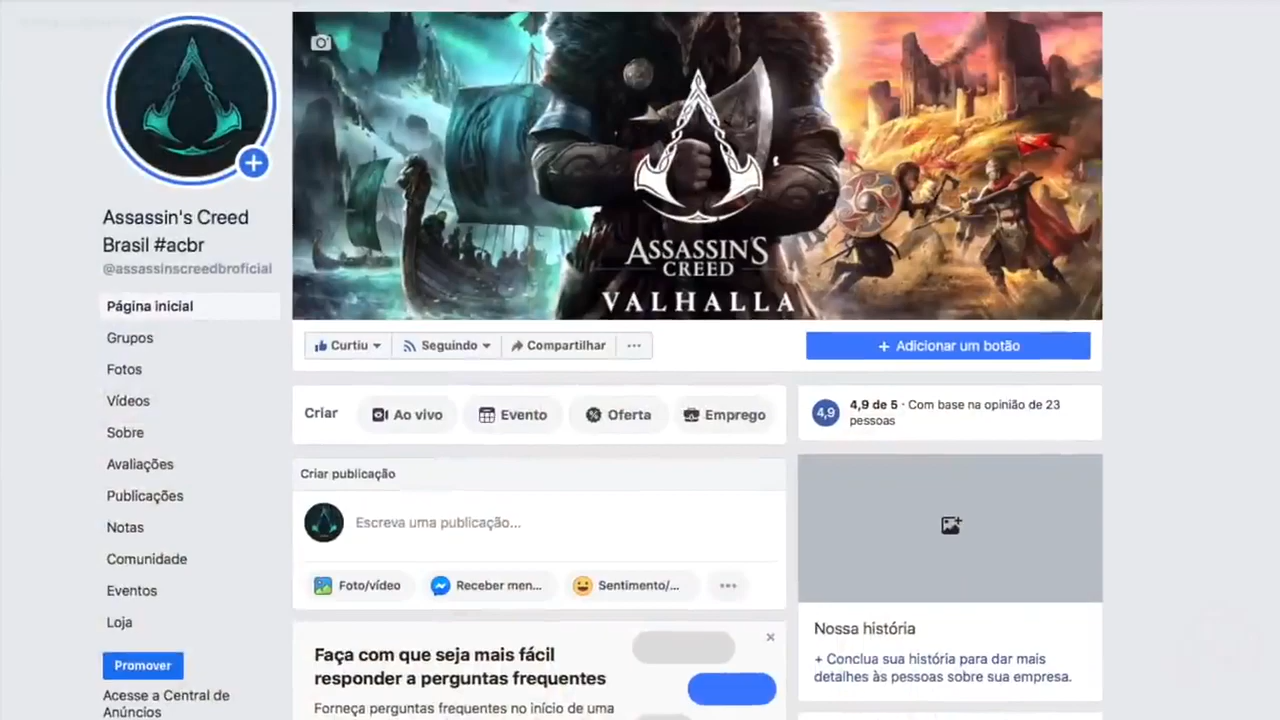 Assassin's Creed
Brasil #acbr
@assassinscreedbroficial
Página inicial
Grupos
Fotos
Vídeos
Sobre
Avaliações
Publicações
Notas
Comunidade
Eventos
Loja
Promover
Acesse a Central de
Anúncios
ASSASSIN'S
CREED
VALHALLA
Curtiu
Seguindo
Compartilhar
+ Adicionar um botão
Criar
Ao vivo
Evento
Oferta
Emprego
Criar publicação
Escreva uma publicação...
Foto/vídeo
Receber men...
Sentimento/...
Faça com que seja mais fácil
responder a perguntas frequentes
Forneça perguntas frequentes no início de uma
4,9
4,9 de 5 · Com base na opinião de 23
pessoas
Nossa história
+ Conclua sua história para dar mais
detalhes às pessoas sobre sua empresa.